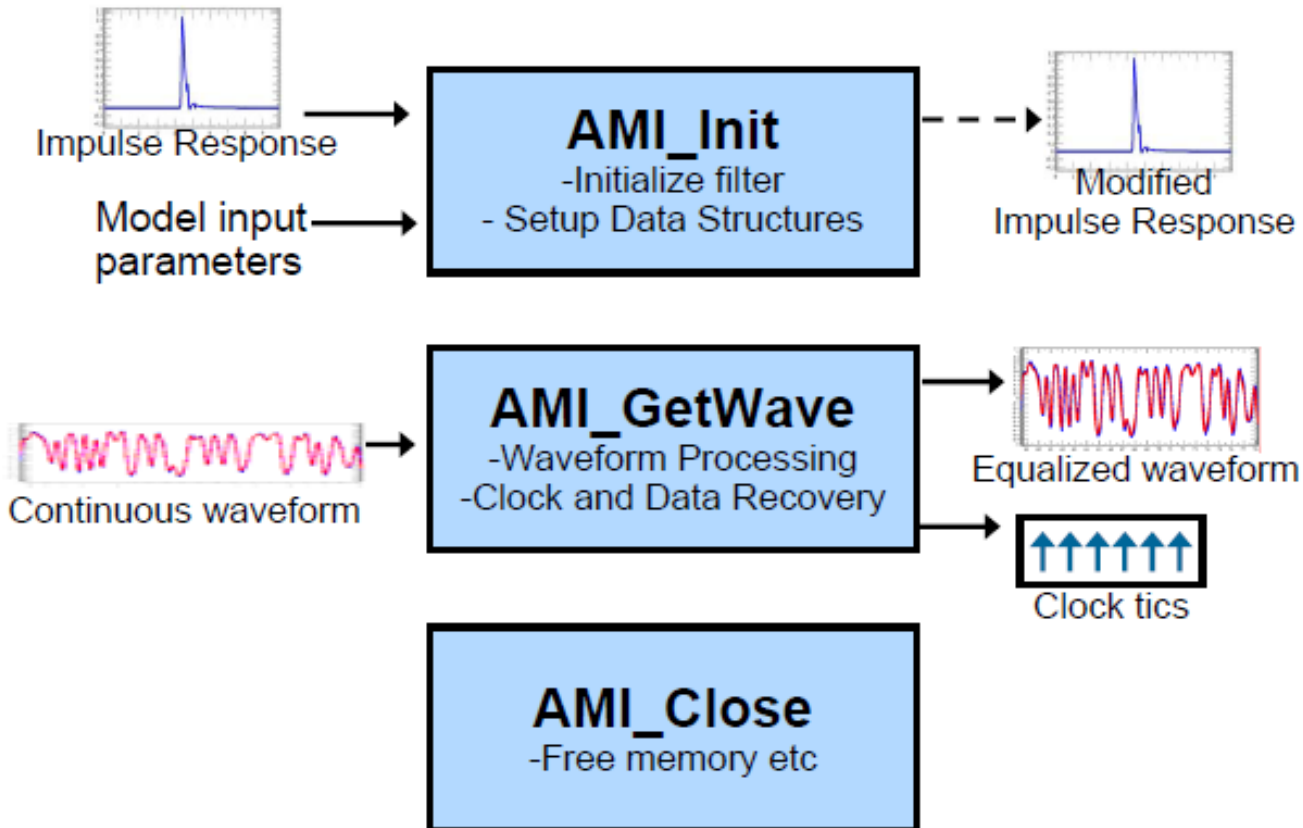 Impulse Response
Model input
parameters
AMI_Init
-Initialize filter
- Setup Data Structures
Modified
Impulse Response
Continuous waveform
AMI_GetWave
-Waveform Processing
-Clock and Data Recovery
Equalized waveform
Clock tics
AMI_Close
-Free memory etc